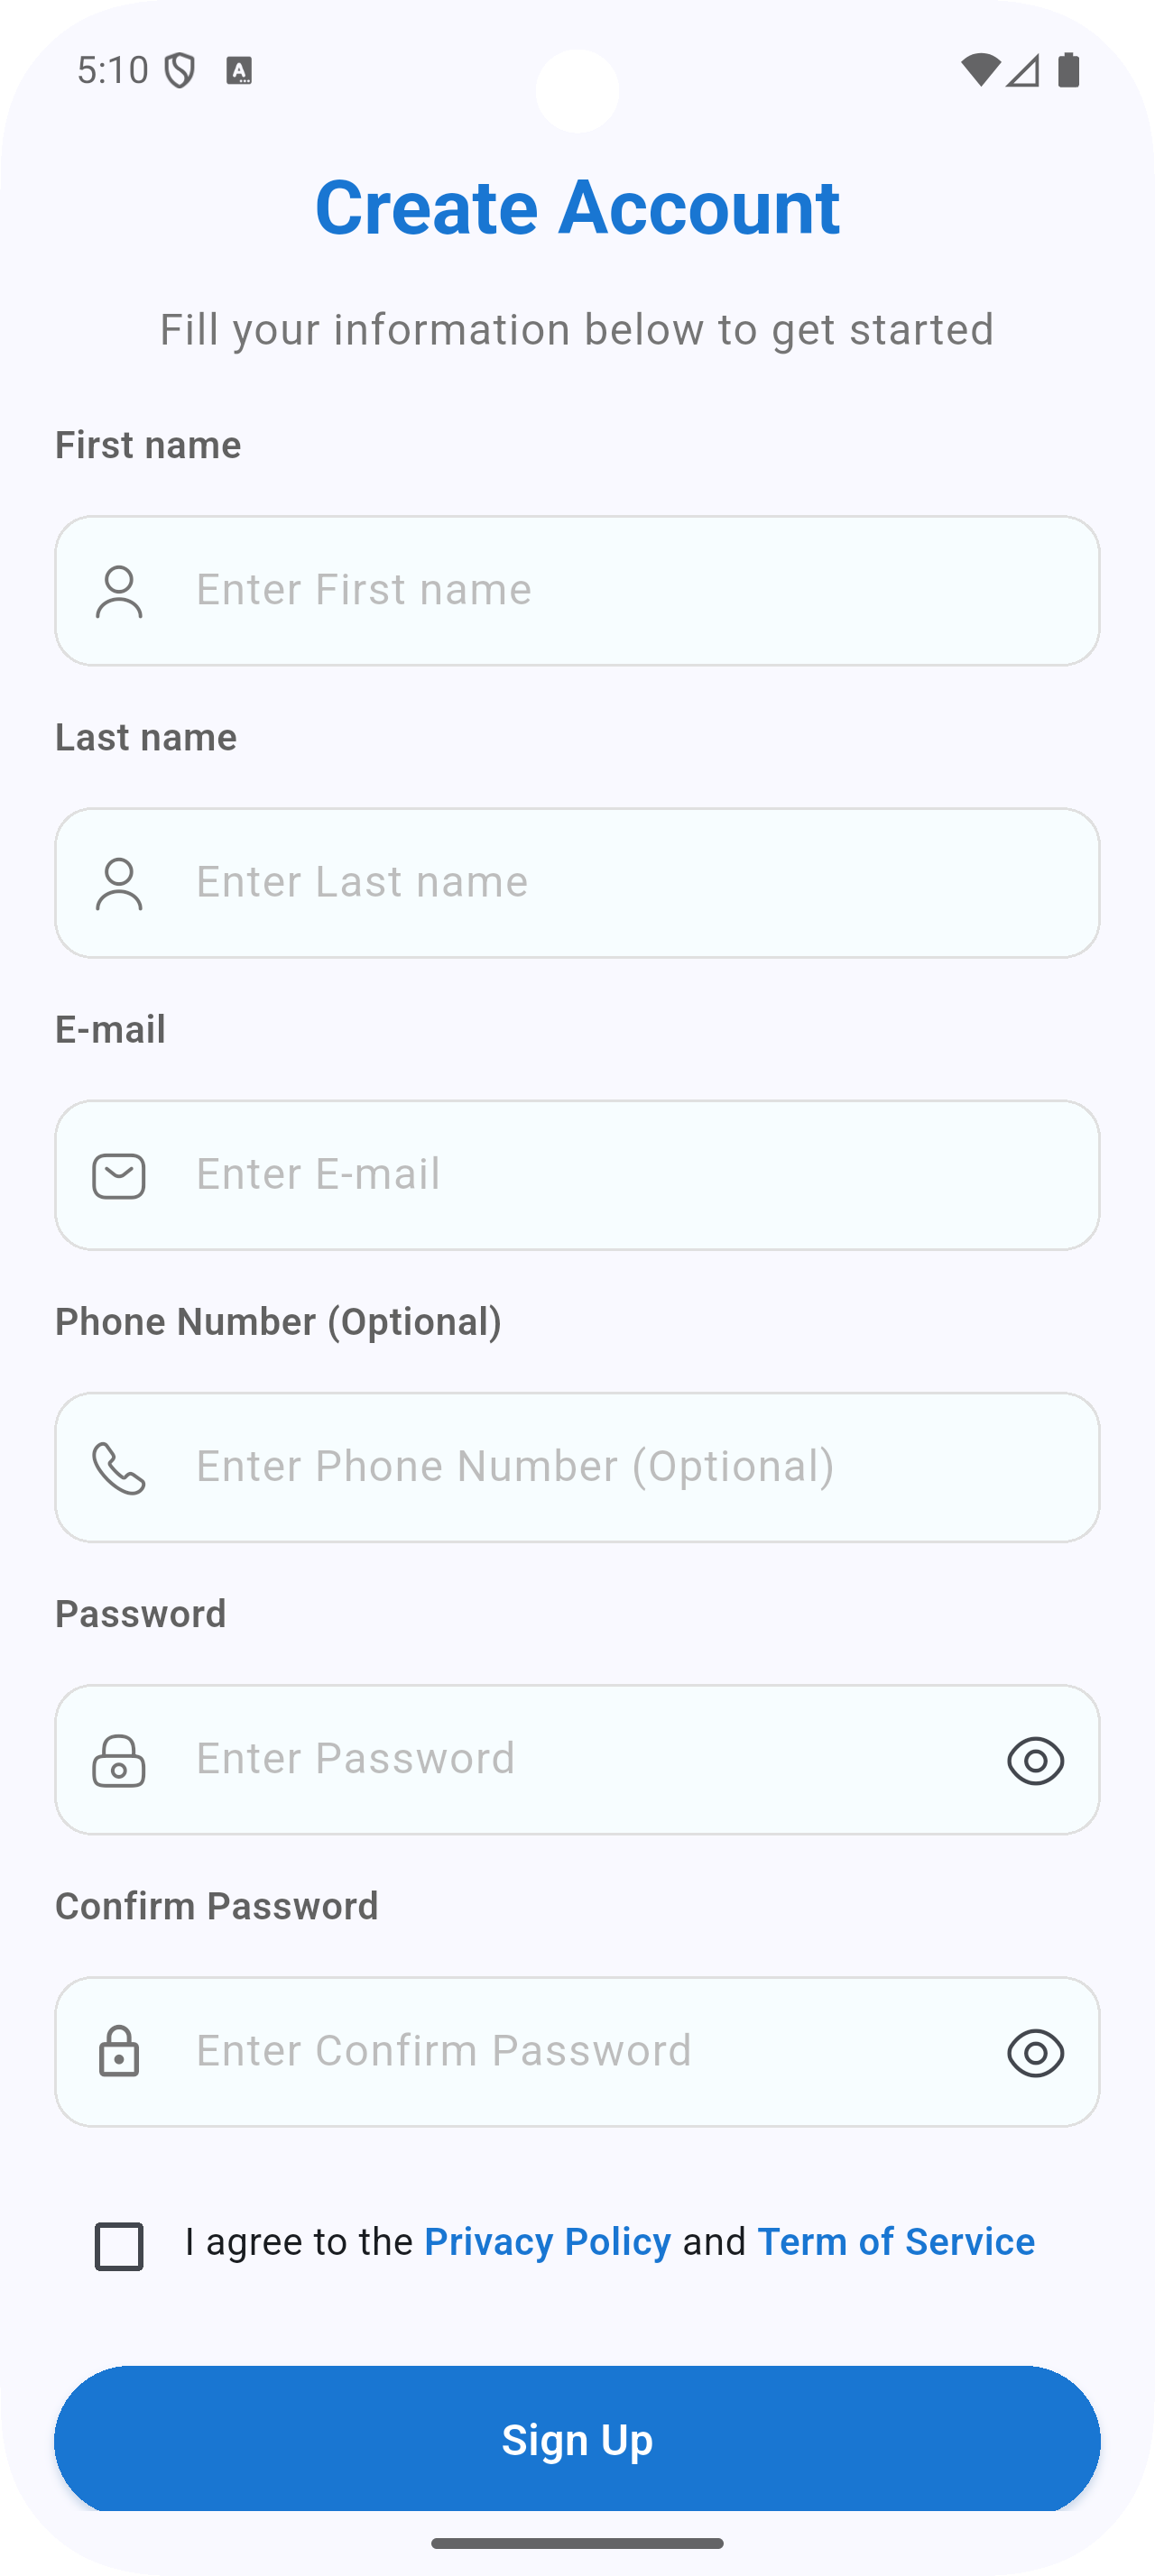 5:10
Create Account
Fill your information below to get started
First name
Enter First name
Last name
Enter Last name
E-mail
Enter E-mail
Phone Number (Optional)
Enter Phone Number (Optional)
Password
Enter Password
Confirm Password
Enter Confirm Password
I agree to the Privacy Policy and Term of Service
Sign Up